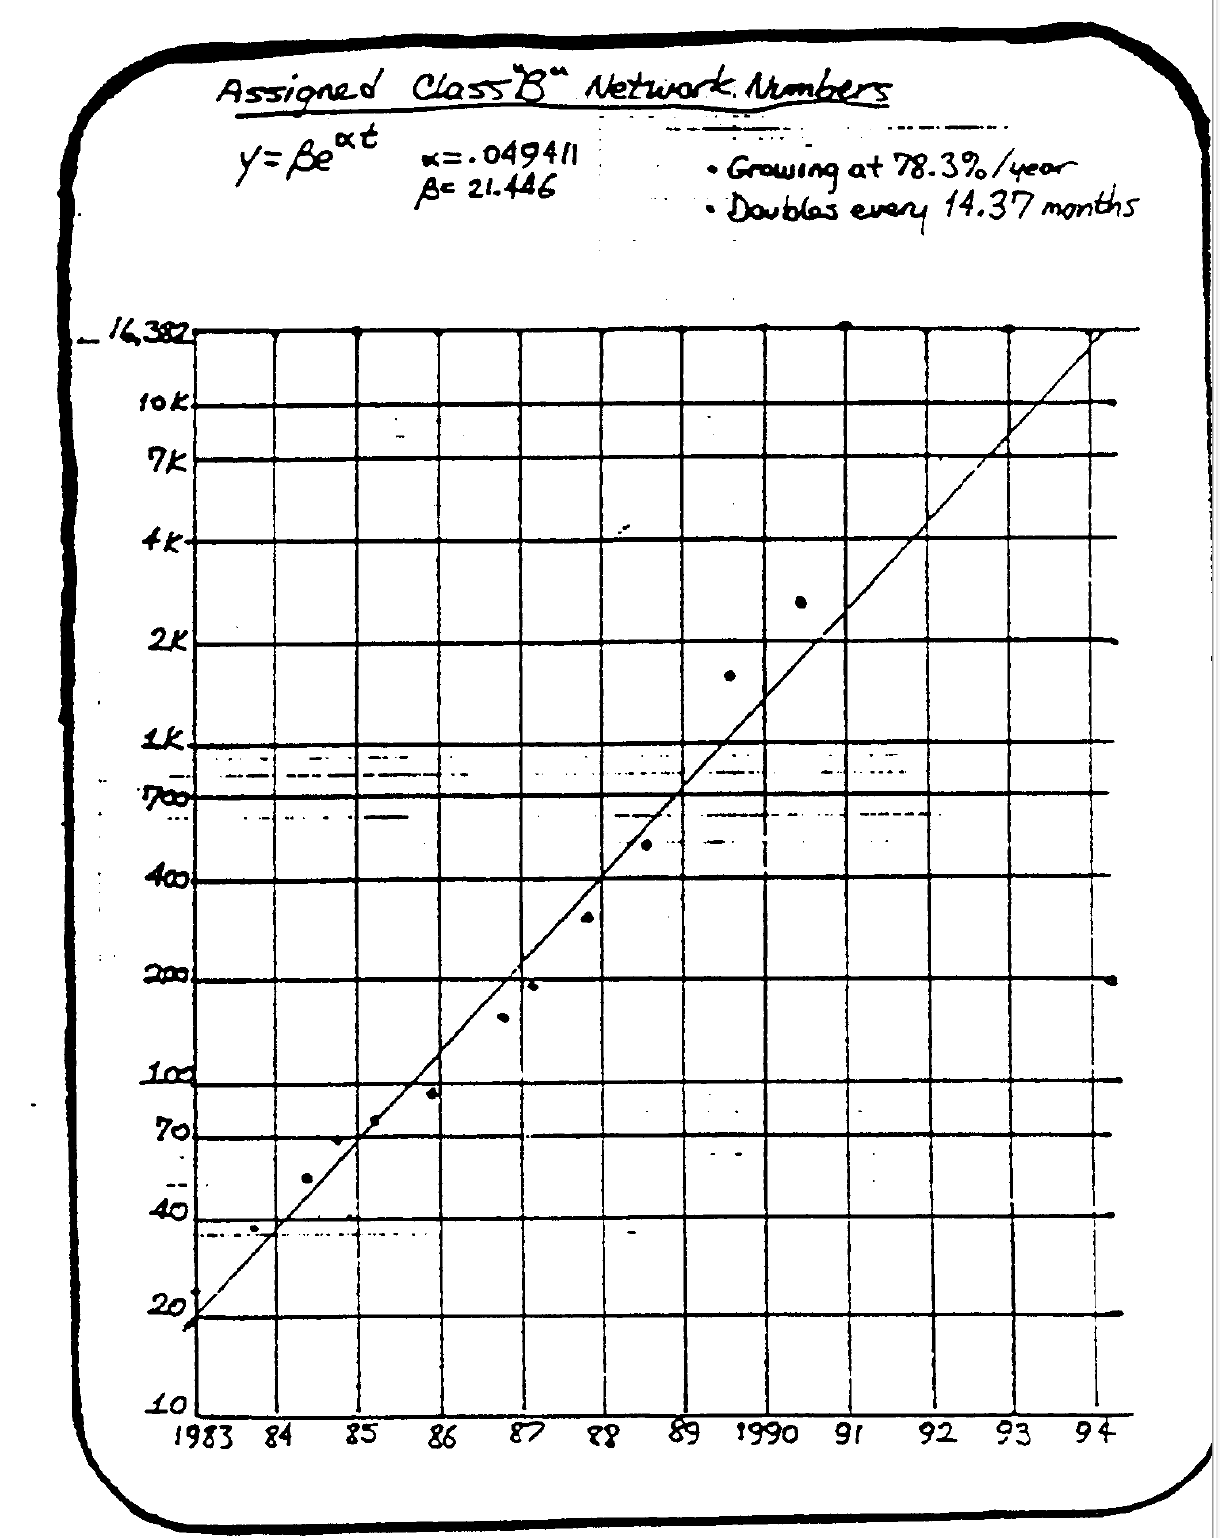 Assigned Class "B" Network Numbers
y = βe^αt
α = .049411
β = 21.446
• Growing at 78.3%/year
• Doubles every 14.37 months
16,382
10K
7K
4K
2K
1K
700
400
200
100
70
40
20
10
1983 84 85 86 87 88 89 1990 91 92 93 94